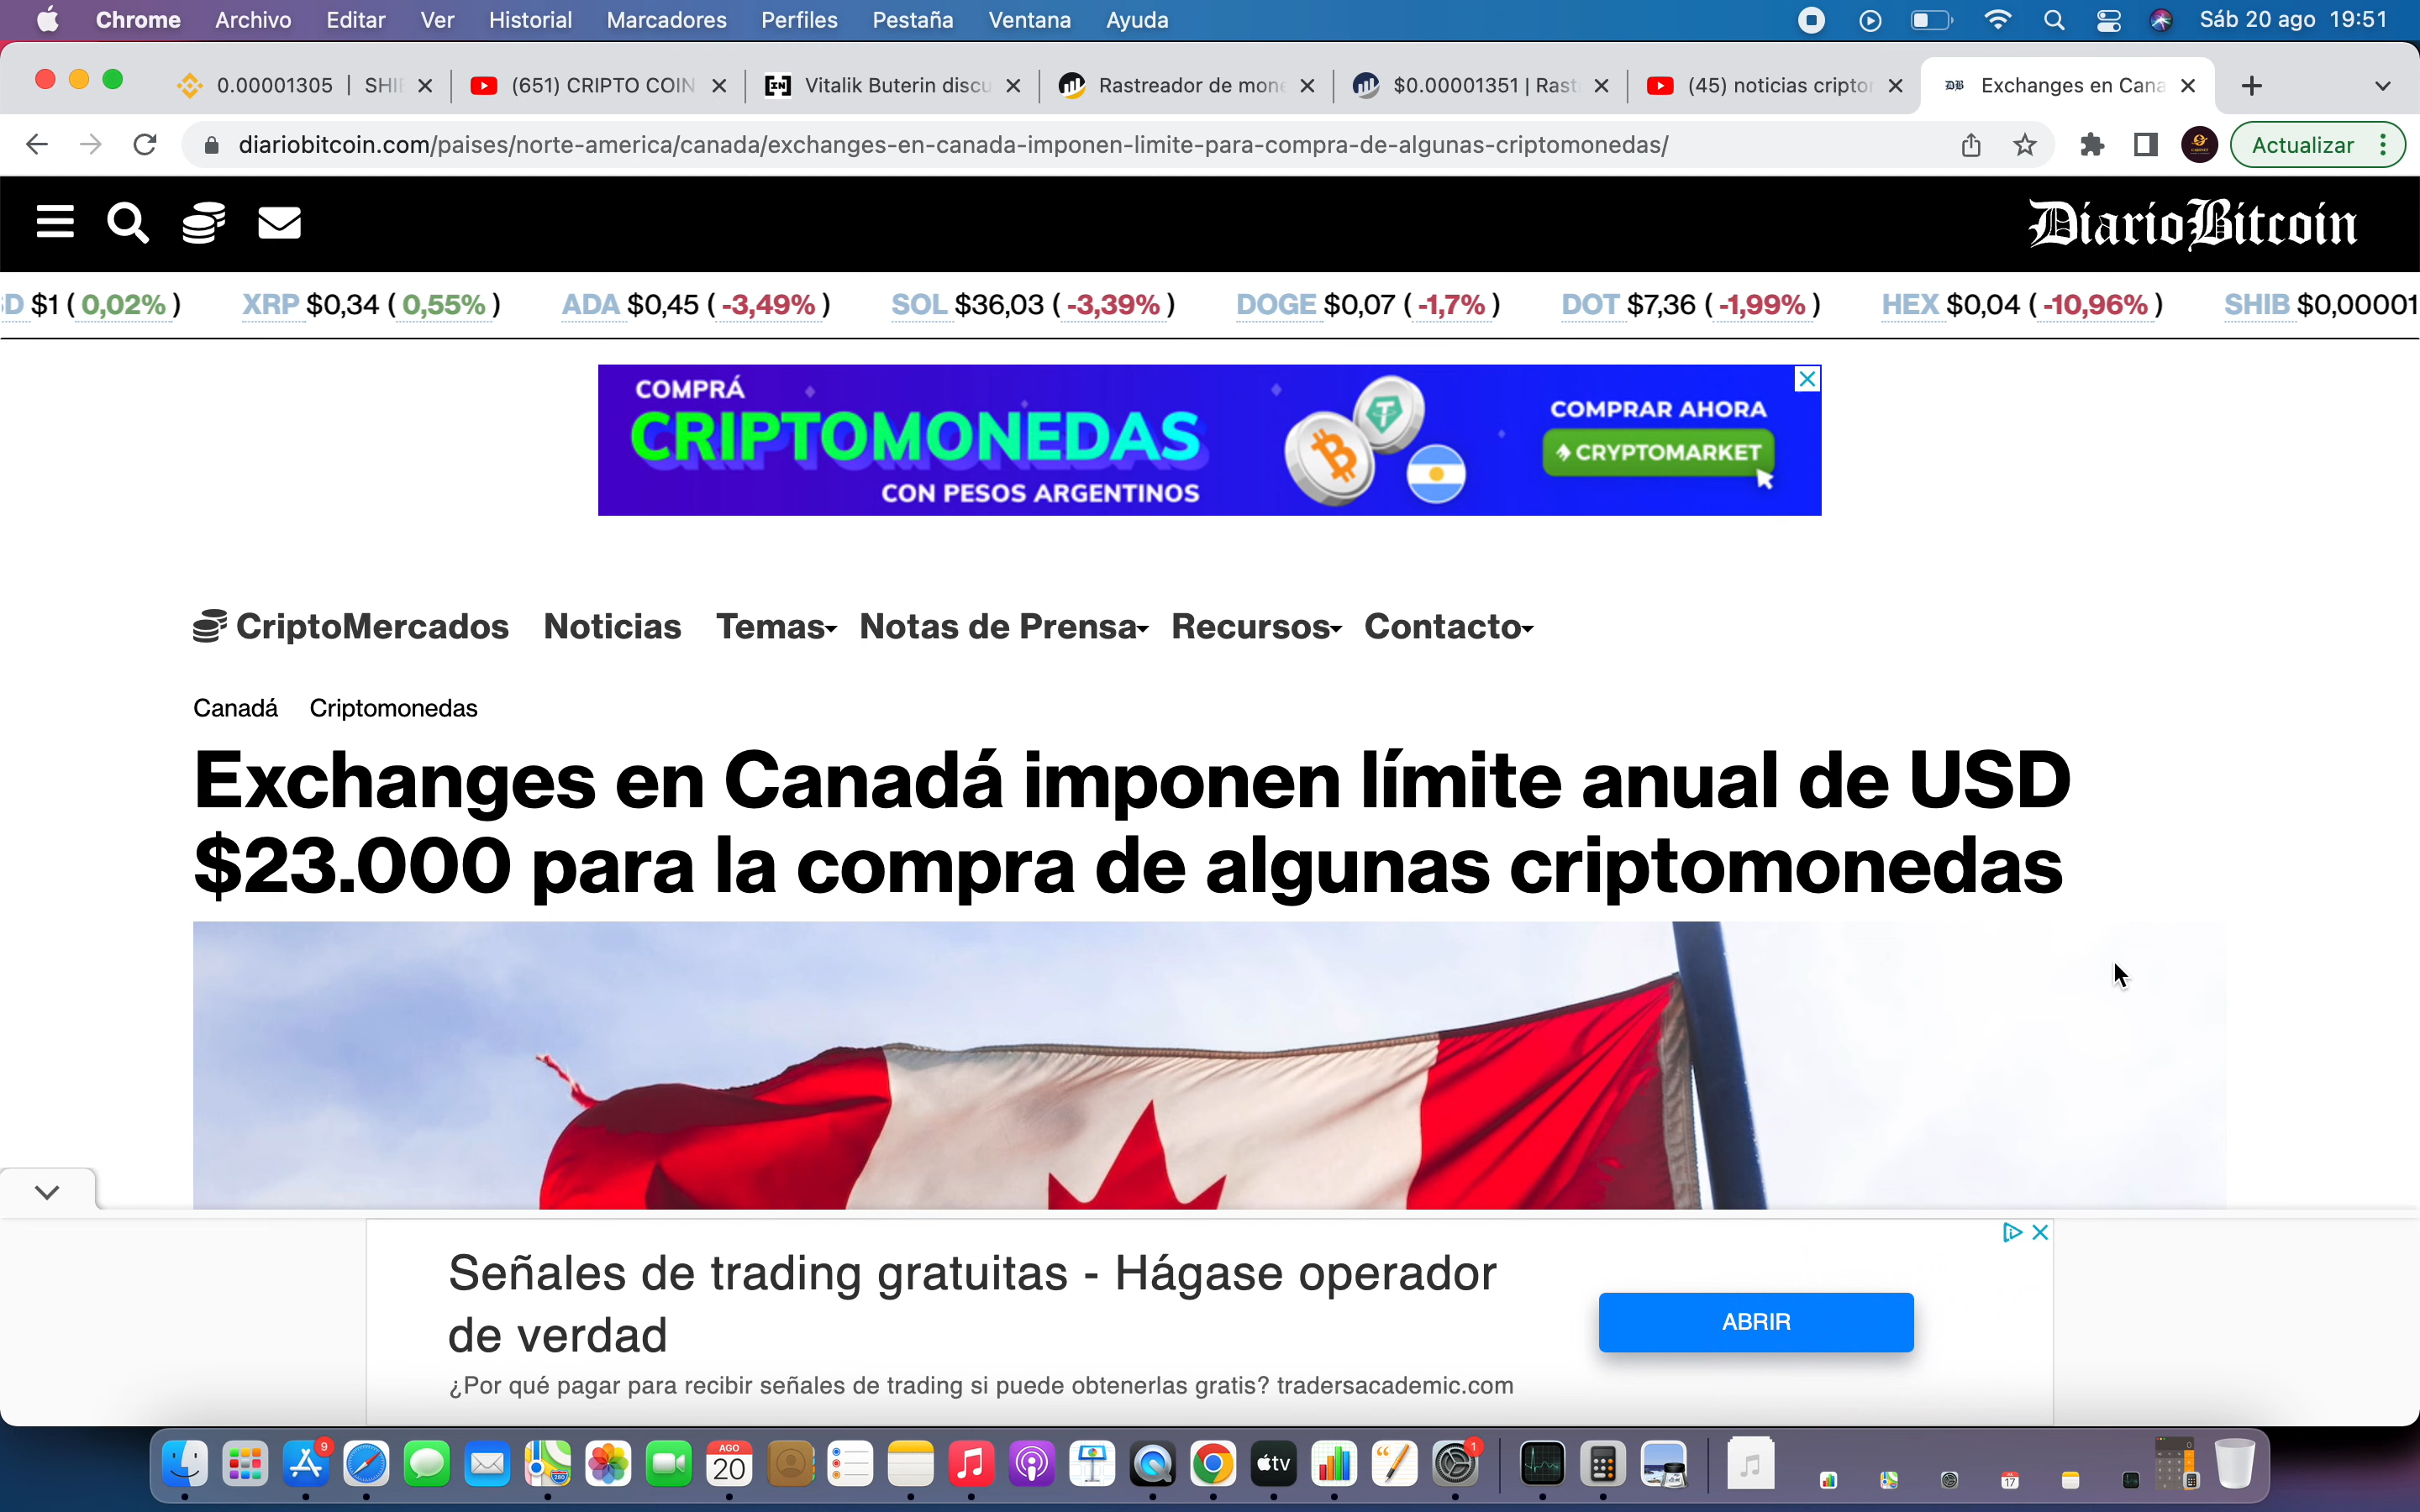 Chrome Archivo Editar Ver Historial Marcadores Perfiles Pestaña Ventana Ayuda Sáb 20 ago 19:51
0.00001305 | SHI (651) CRIPTO COIN Vitalik Buterin discu Rastreador de mone $0.00001351 | Rast (45) noticias cripto Exchanges en Cana
diariobitcoin.com/paises/norte-america/canada/exchanges-en-canada-imponen-limite-para-compra-de-algunas-criptomonedas/ Actualizar
DiarioBitcoin
D $1 ( 0,02% ) XRP $0,34 ( 0,55% ) ADA $0,45 ( -3,49% ) SOL $36,03 ( -3,39% ) DOGE $0,07 ( -1,7% ) DOT $7,36 ( -1,99% ) HEX $0,04 ( -10,96% ) SHIB $0,00001
COMPRÁ
CRIPTOMONEDAS
CON PESOS ARGENTINOS
COMPRAR AHORA
CRYPTOMARKET
CriptoMercados Noticias Temas Notas de Prensa Recursos Contacto
Canadá Criptomonedas
Exchanges en Canadá imponen límite anual de USD
$23.000 para la compra de algunas criptomonedas
Señales de trading gratuitas - Hágase operador
de verdad
¿Por qué pagar para recibir señales de trading si puede obtenerlas gratis? tradersacademic.com
ABRIR
9 AGO 20 tv 1 17